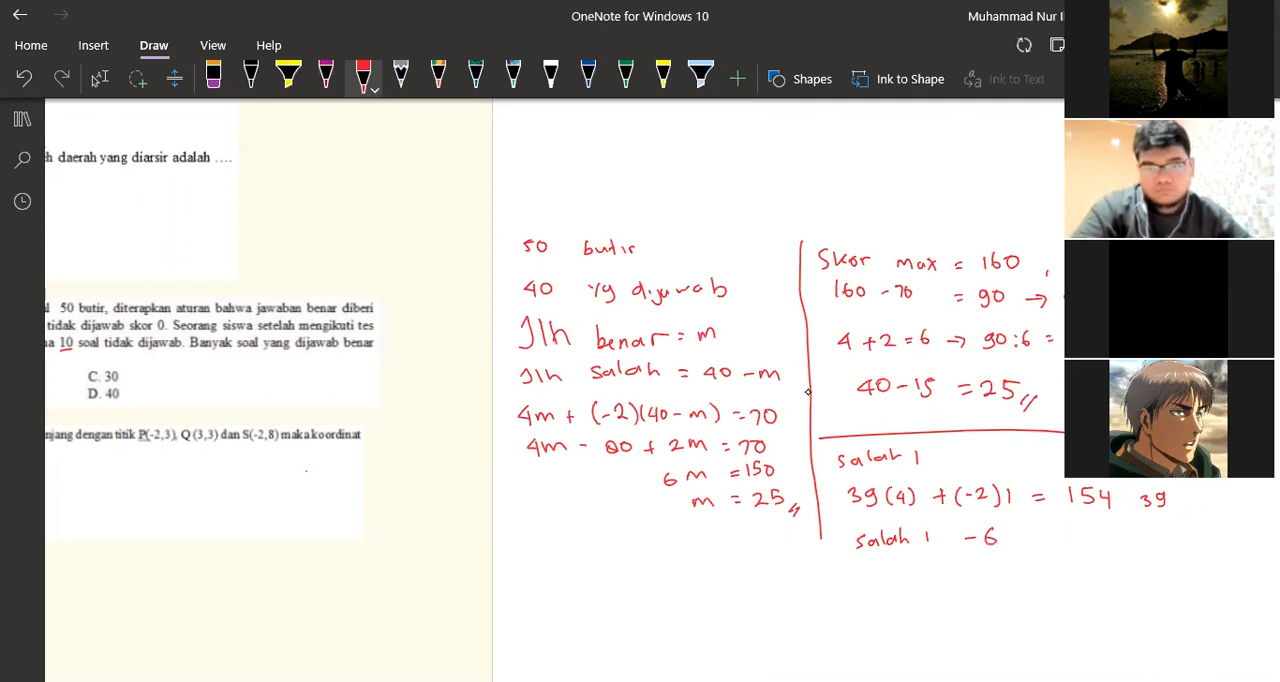 OneNote for Windows 10
Muhammad Nur I
Home Insert Draw View Help
Shapes Ink to Shape Ink to Text
h daerah yang diarsir adalah ....
50 butir, diterapkan aturan bahwa jawaban benar diberi
tidak dijawab skor 0. Seorang siswa setelah mengikuti tes
a 10 soal tidak dijawab. Banyak soal yang dijawab benar
C. 30
D. 40
njang dengan titik P(-2,3), Q (3,3) dan S(-2,8) maka koordinat
50 butir
40 yg dijawab
Jlh benar = m
Jlh salah = 40 - m
4m + (-2)(40 - m) = 70
4m - 80 + 2m = 70
6m = 150
m = 25 //
Skor max = 160 ,
160 - 70 = 90 →
4 + 2 = 6 → 90 : 6 =
40 - 15 = 25 //
salah 1
39(4) + (-2)1 = 154 39
salah 1 - 6